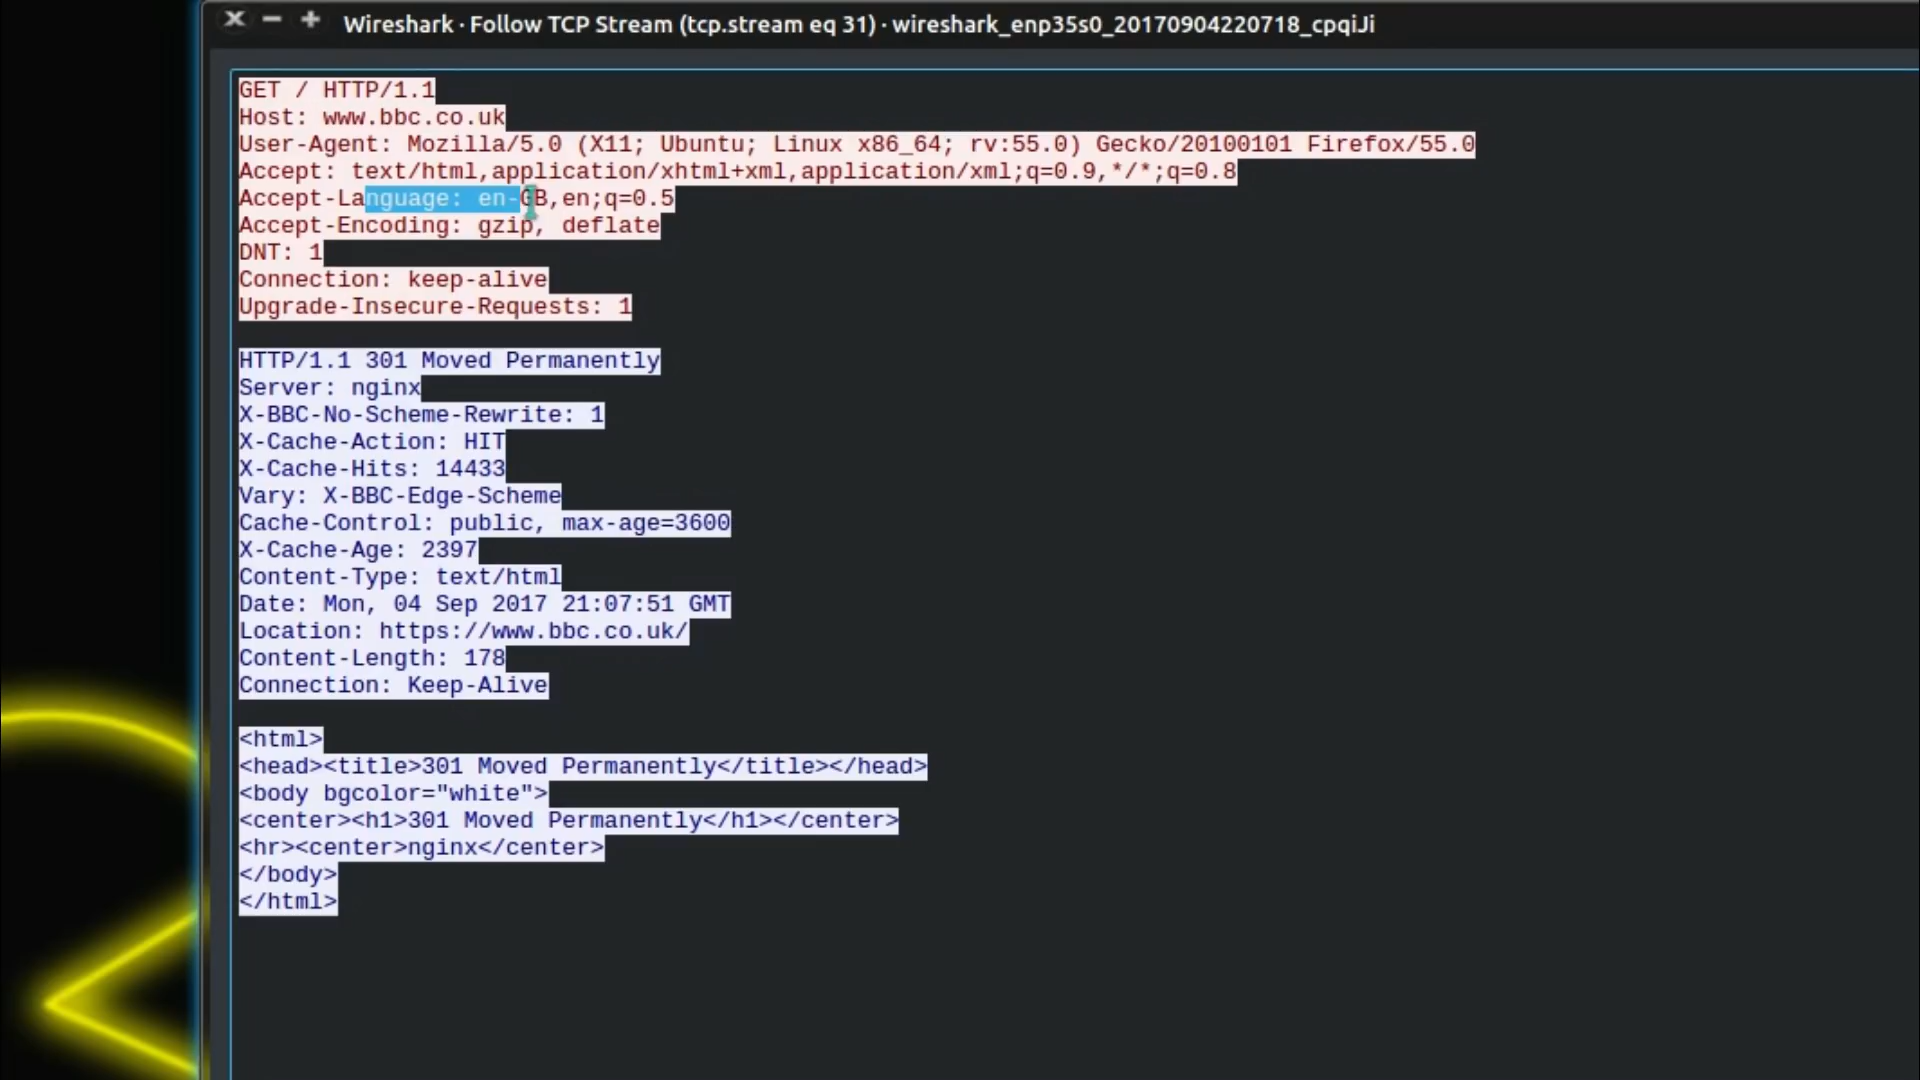 Wireshark · Follow TCP Stream (tcp.stream eq 31) · wireshark_enp35s0_20170904220718_cpqiJi
GET / HTTP/1.1
Host: www.bbc.co.uk
User-Agent: Mozilla/5.0 (X11; Ubuntu; Linux x86_64; rv:55.0) Gecko/20100101 Firefox/55.0
Accept: text/html,application/xhtml+xml,application/xml;q=0.9,*/*;q=0.8
Accept-Language: en-GB,en;q=0.5
Accept-Encoding: gzip, deflate
DNT: 1
Connection: keep-alive
Upgrade-Insecure-Requests: 1
HTTP/1.1 301 Moved Permanently
Server: nginx
X-BBC-No-Scheme-Rewrite: 1
X-Cache-Action: HIT
X-Cache-Hits: 14433
Vary: X-BBC-Edge-Scheme
Cache-Control: public, max-age=3600
X-Cache-Age: 2397
Content-Type: text/html
Date: Mon, 04 Sep 2017 21:07:51 GMT
Location: https://www.bbc.co.uk/
Content-Length: 178
Connection: Keep-Alive
<html>
<head><title>301 Moved Permanently</title></head>
<body bgcolor="white">
<center><h1>301 Moved Permanently</h1></center>
<hr><center>nginx</center>
</body>
</html>